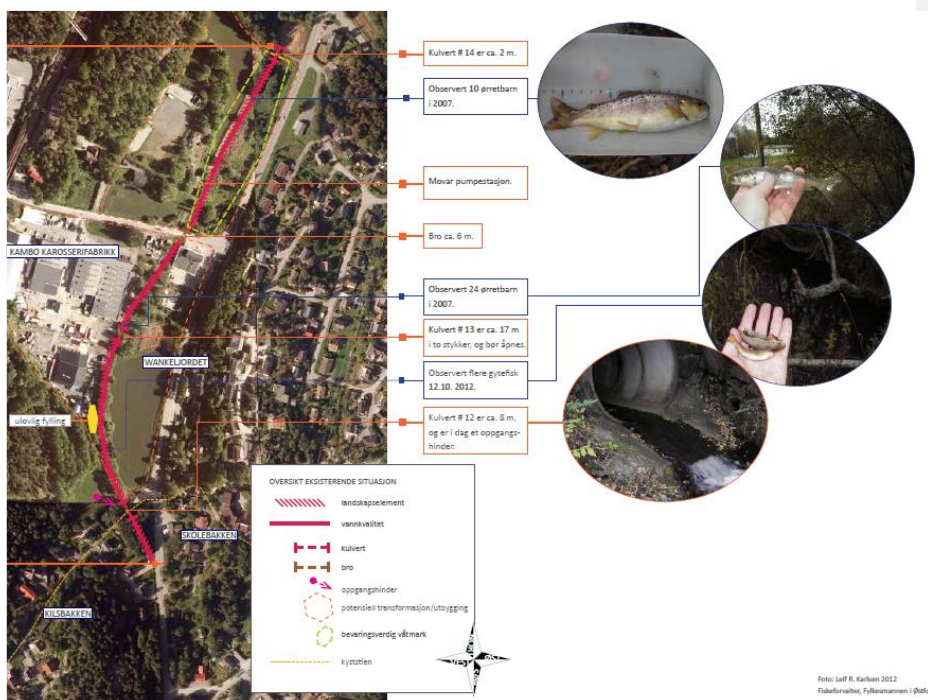 Kulvert # 14 er ca. 2 m.
Observert 10 ørretbarn
i 2007.
Movar pumpestasjon.
Bro ca. 6 m.
KAMBO KAROSSERIFABRIKK
Observert 24 ørretbarn
i 2007.
Kulvert # 13 er ca. 17 m
i to stykker, og bør åpnes.
WANKELJORDET
Observert flere gytefisk
12.10. 2012.
ulovlig fylling
Kulvert # 12 er ca. 8 m,
og er i dag et oppgangs-
hinder.
SKOLEBAKKEN
KILSBAKKEN
OVERSIKT EKSISTERENDE SITUASJON
landskapselement
vannkvalitet
kulvert
bro
oppgangshinder
potensiell transformasjon/utbygging
bevaringsverdig våtmark
kyststien
VEST ØST
Foto: Leif R. Karlsen 2012
Fiskeforvalter, Fylkesmannen i Østf